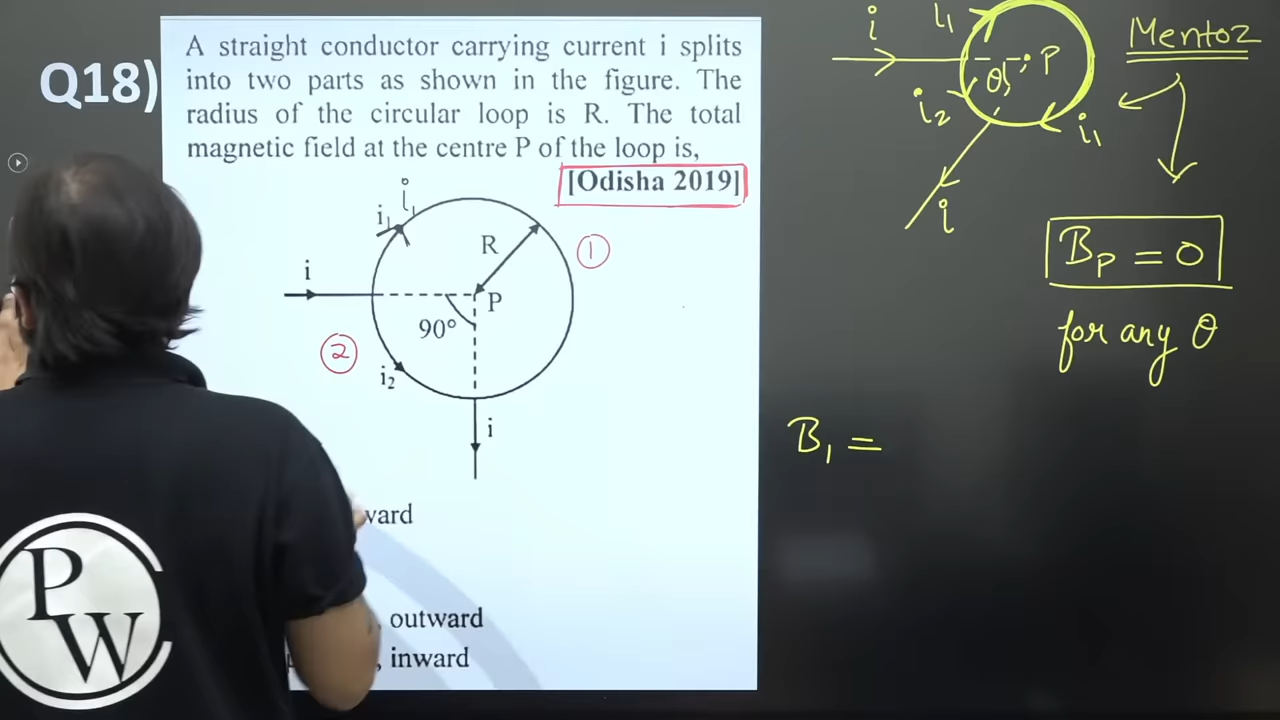 Q18)
A straight conductor carrying current i splits
into two parts as shown in the figure. The
radius of the circular loop is R. The total
magnetic field at the centre P of the loop is,
[Odisha 2019]
i₁
i₁
R
1
i
P
90°
2
i₂
i
, outward
, inward
i
i₁
P
θ
i₂
i₁
i
Mentoz
B_P = 0
for any θ
B₁ =
P
W